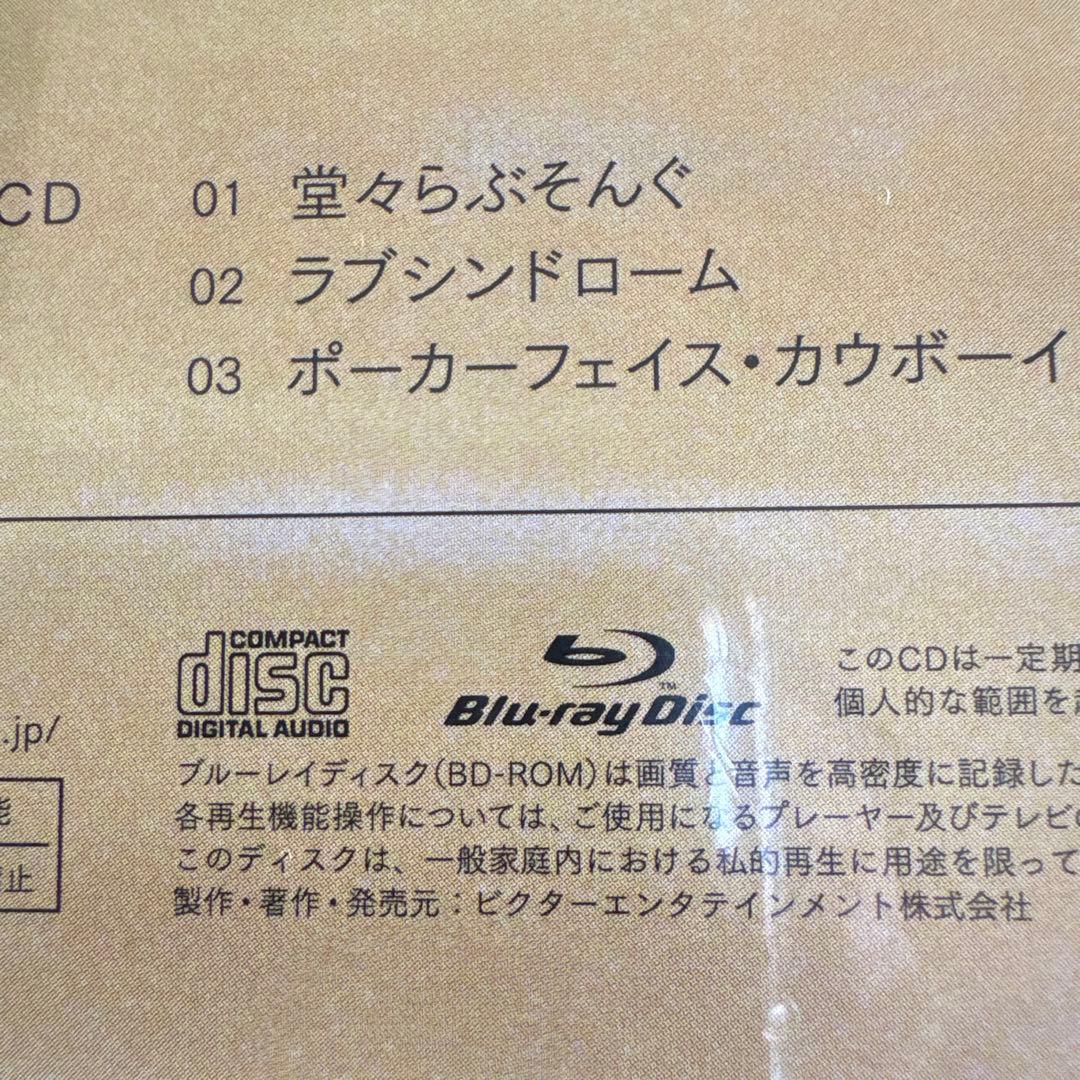 CD
01 堂々らぶそんぐ
02 ラブシンドローム
03 ポーカーフェイス・カウボーイ
COMPACT
disc
DIGITAL AUDIO
Blu-ray Disc™
このCDは一定期
個人的な範囲を
.jp/
ブルーレイディスク(BD-ROM)は画質と音声を高密度に記録した
各再生機能操作については、ご使用になるプレーヤー及びテレビの
能
このディスクは、一般家庭内における私的再生に用途を限って
止
製作・著作・発売元：ビクターエンタテインメント株式会社